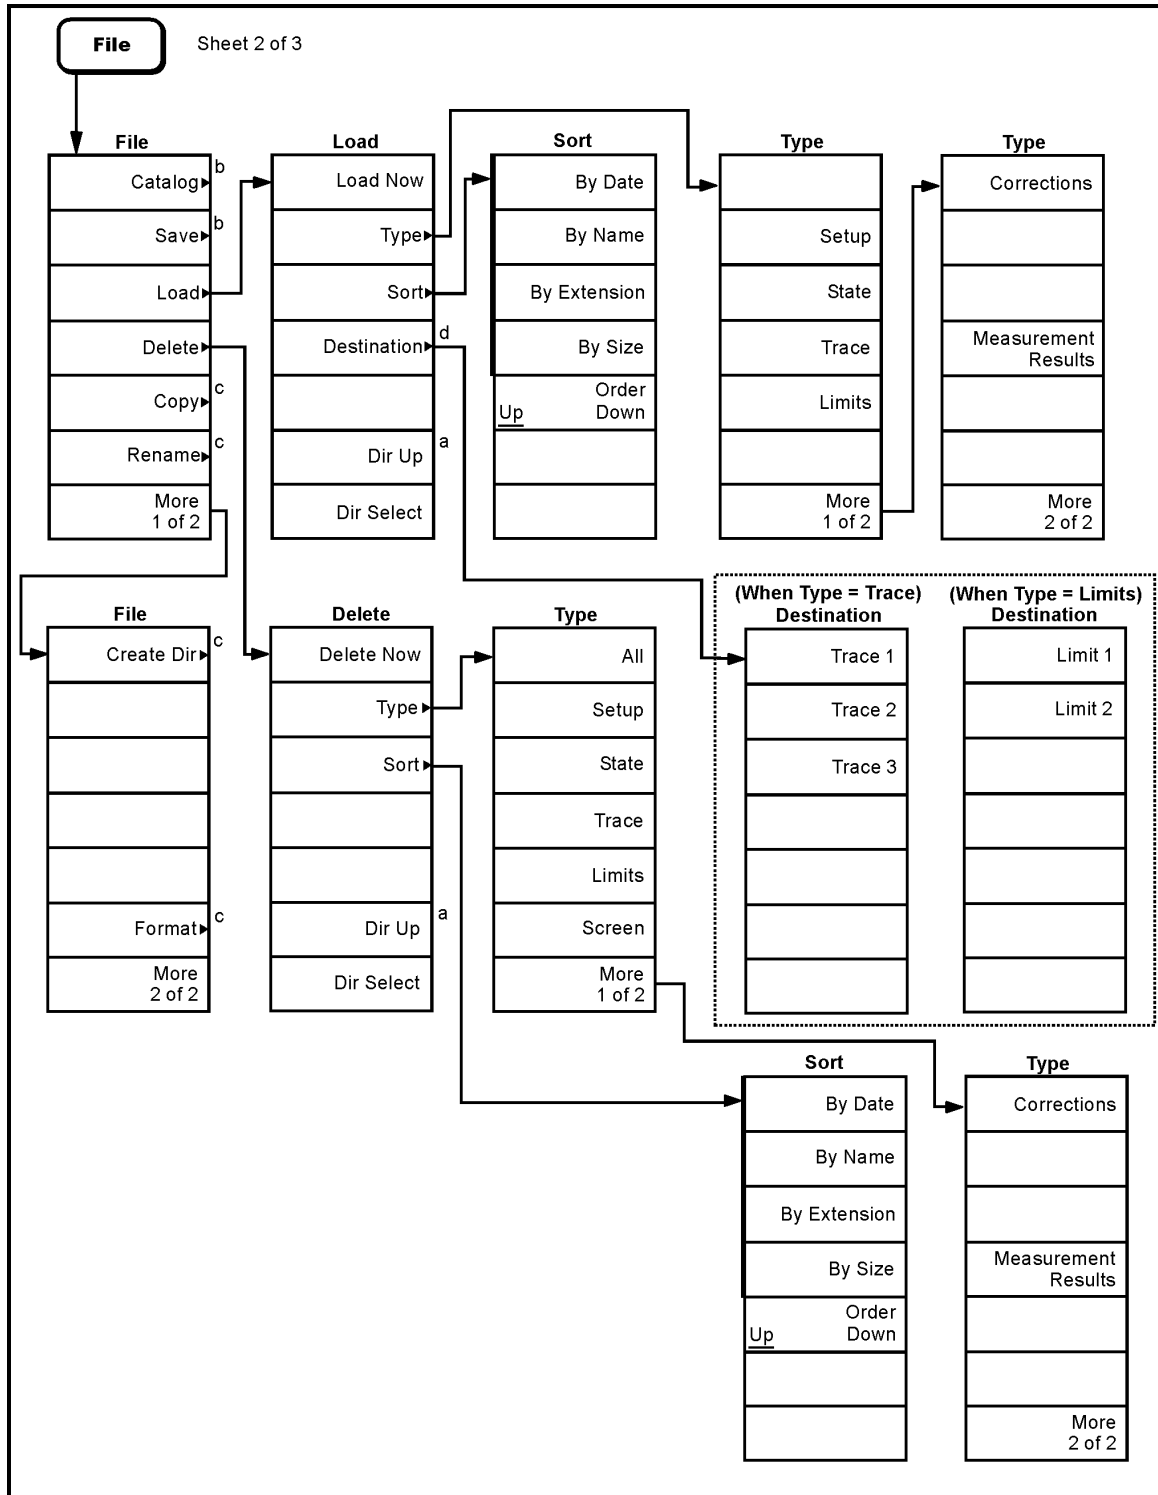 File
Sheet 2 of 3
File
Catalog
b
Save
b
Load
Delete
Copy
c
Rename
c
More
1 of 2
Load
Load Now
Type
Sort
Destination
d
Dir Up
a
Dir Select
Sort
By Date
By Name
By Extension
By Size
Order
Up Down
Type
Setup
State
Trace
Limits
More
1 of 2
Type
Corrections
Measurement
Results
More
2 of 2
File
Create Dir
c
Format
c
More
2 of 2
Delete
Delete Now
Type
Sort
Dir Up
a
Dir Select
Type
All
Setup
State
Trace
Limits
Screen
More
1 of 2
(When Type = Trace)
Destination
Trace 1
Trace 2
Trace 3
(When Type = Limits)
Destination
Limit 1
Limit 2
Sort
By Date
By Name
By Extension
By Size
Order
Up Down
Type
Corrections
Measurement
Results
More
2 of 2